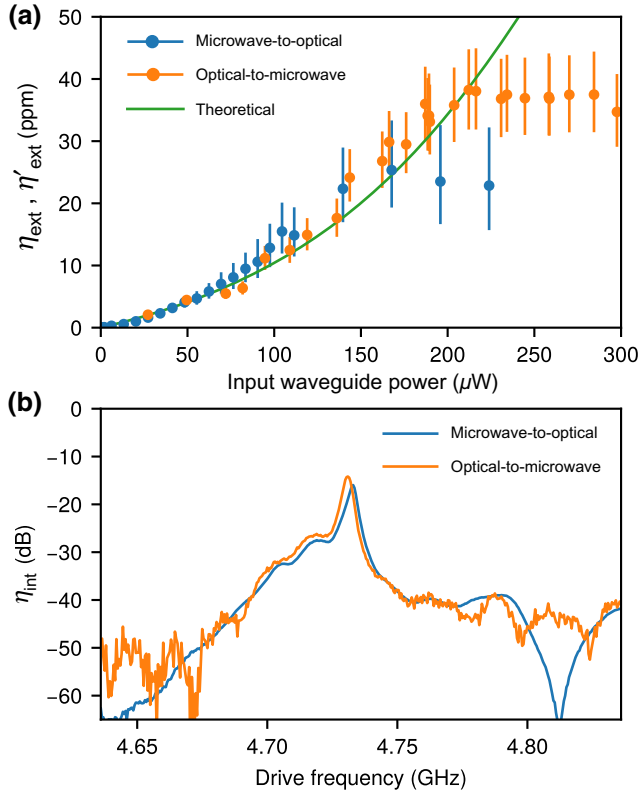 (a)
50
40
30
20
10
0
η_ext , η'_ext (ppm)
Microwave-to-optical
Optical-to-microwave
Theoretical
0 50 100 150 200 250 300
Input waveguide power (μW)
(b)
0
−10
−20
−30
−40
−50
−60
η_int (dB)
Microwave-to-optical
Optical-to-microwave
4.65 4.70 4.75 4.80
Drive frequency (GHz)